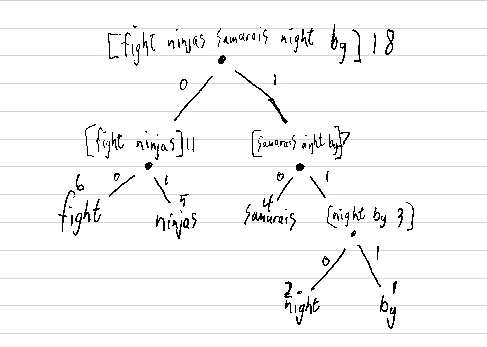 [fight ninjas samurais night by] 18
0 1
[fight ninjas] 11 [samurais night by] 7
0 1 0 1
6 fight 5 ninjas 4 samurais [night by 3]
0 1
2 night 1 by